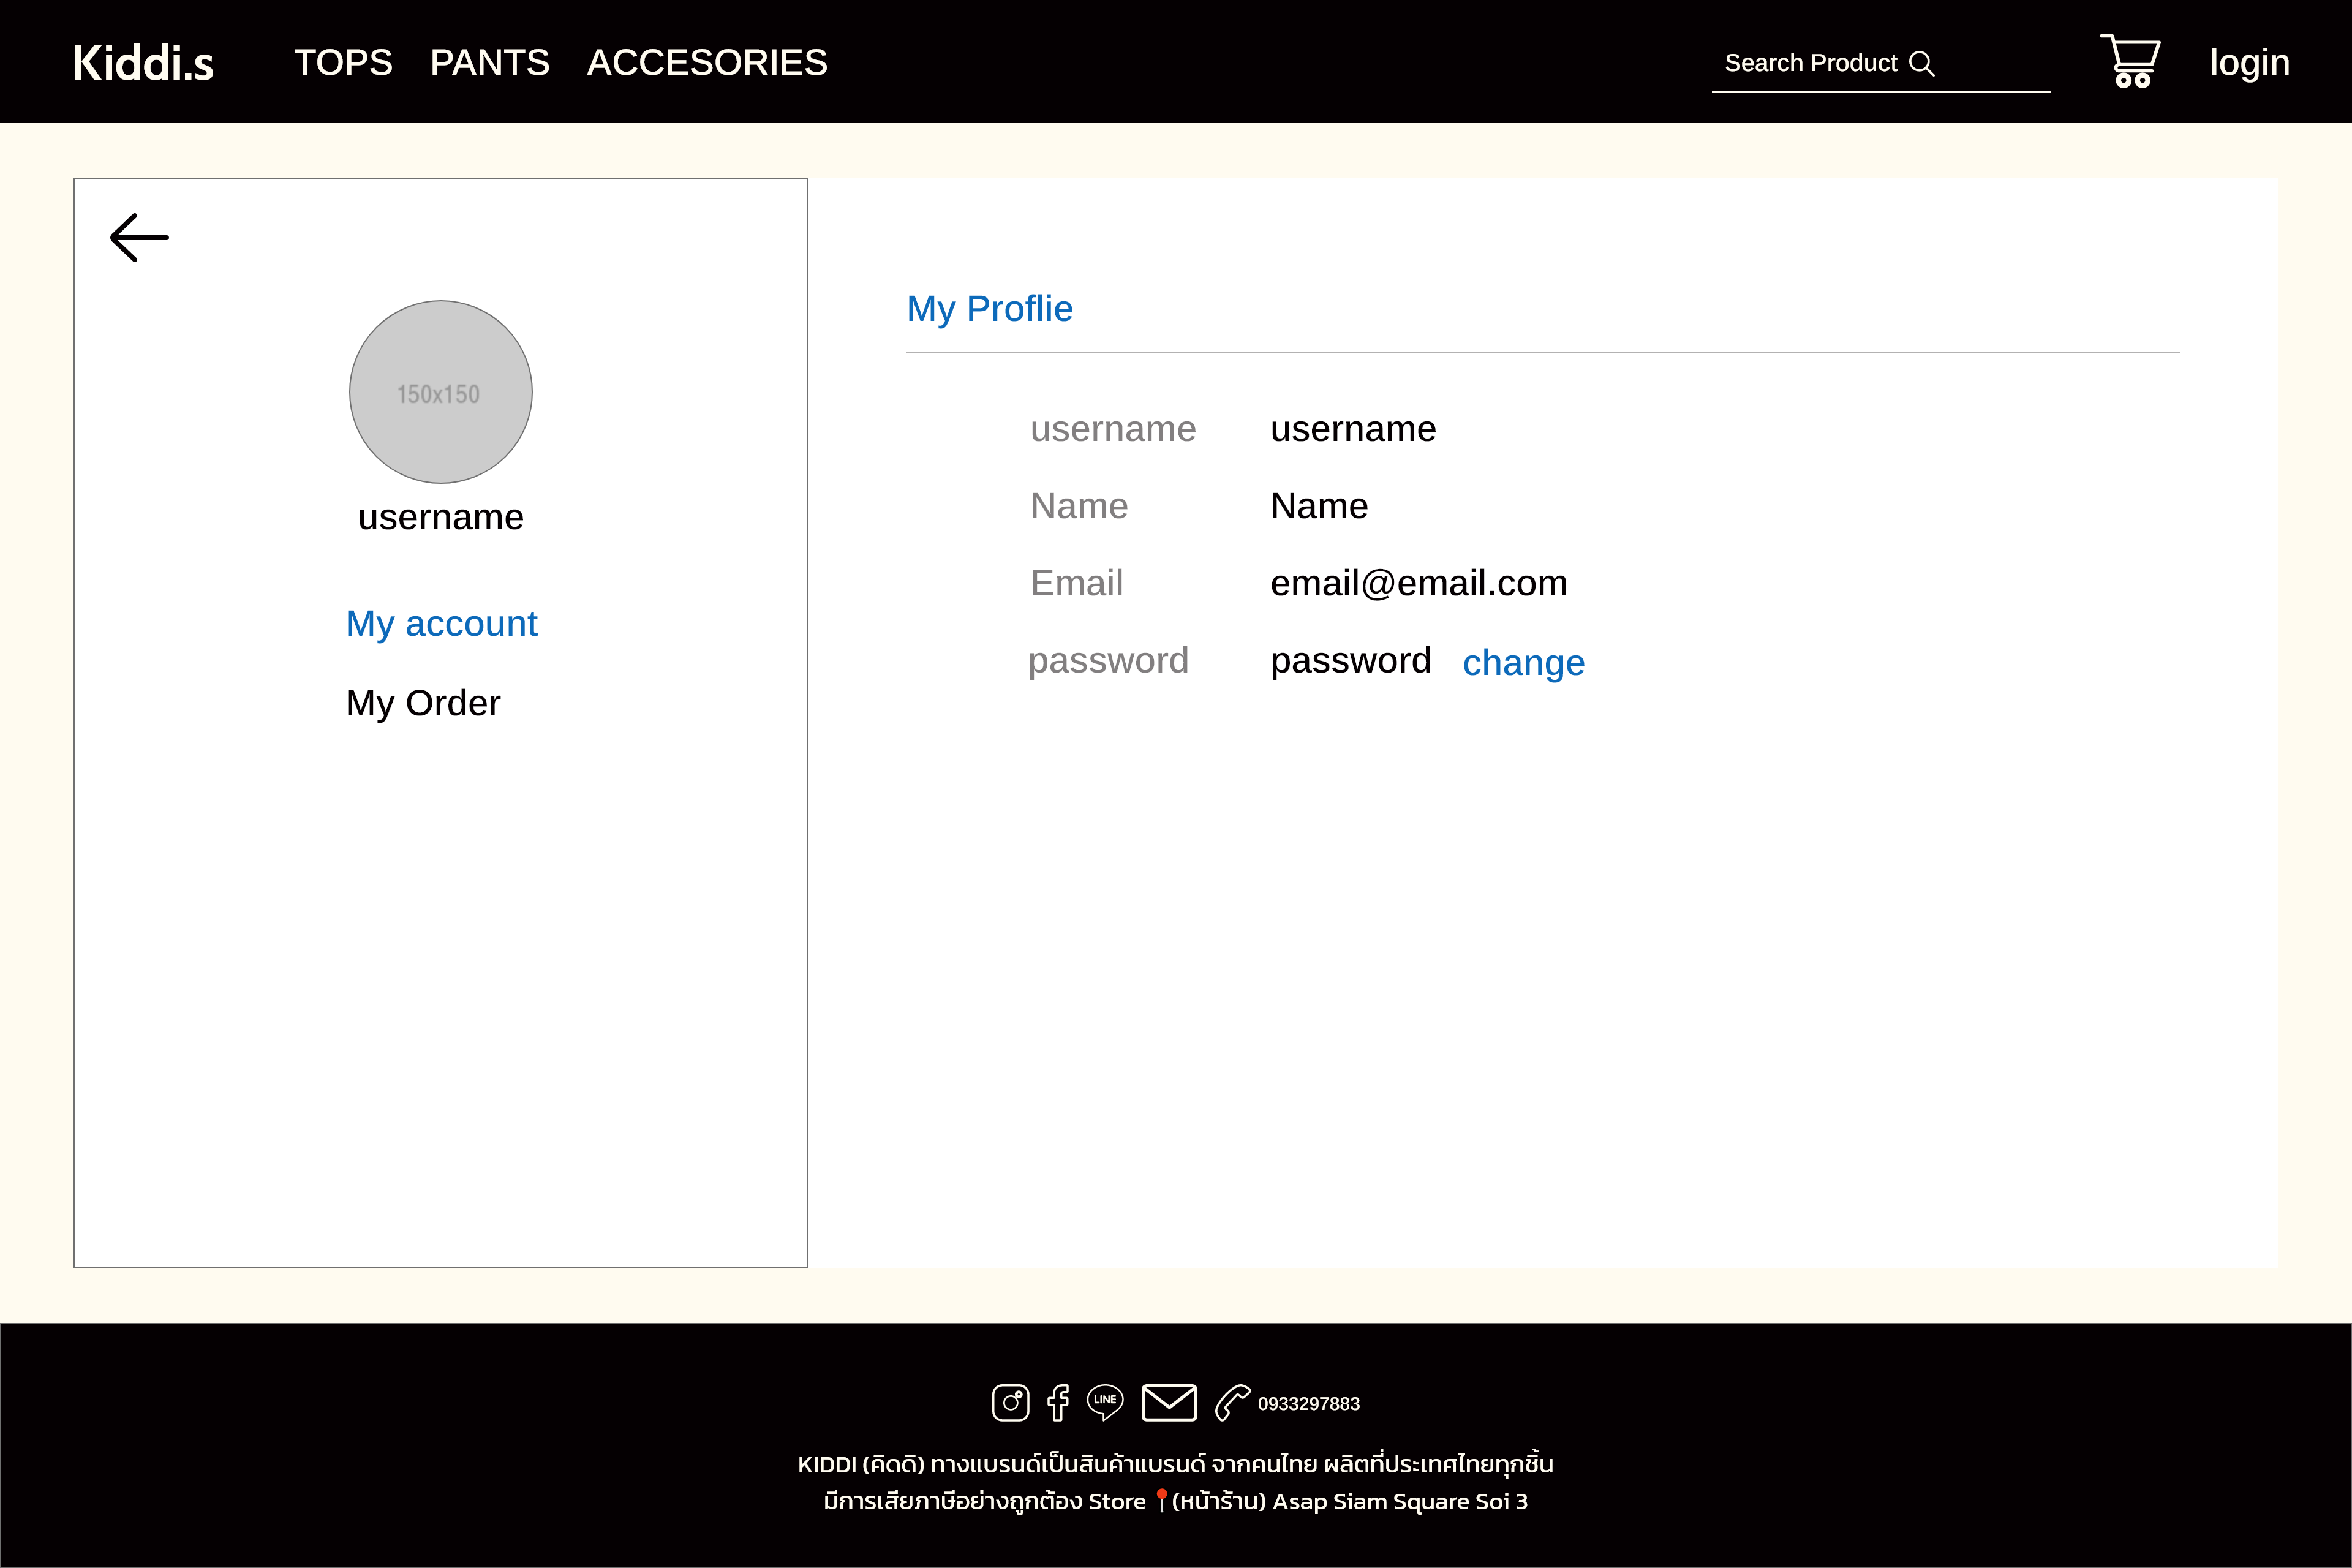 Kiddi.s TOPS PANTS ACCESORIES Search Product login
150x150
username
My account
My Order
My Proflie
username username
Name Name
Email email@email.com
password password change
LINE 0933297883
KIDDI (คิดดิ) ทางแบรนด์เป็นสินค้าแบรนด์ จากคนไทย ผลิตที่ประเทศไทยทุกชิ้น
มีการเสียภาษีอย่างถูกต้อง Store 📍(หน้าร้าน) Asap Siam Square Soi 3